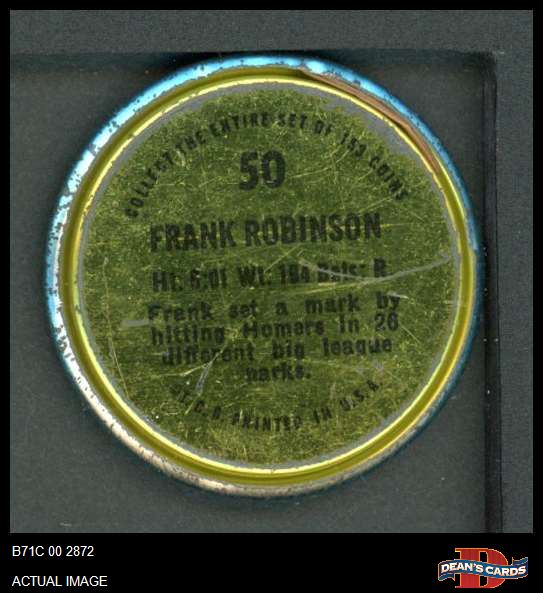 COLLECT THE ENTIRE SET OF 153 COINS
50
FRANK ROBINSON
Ht: 6:01 Wt: 184 Bats: R
Frank set a mark by
hitting Homers in 26
different big league
parks.
©T.C.G. PRINTED IN U.S.A.
B71C 00 2872
ACTUAL IMAGE
D
DEAN'S CARDS